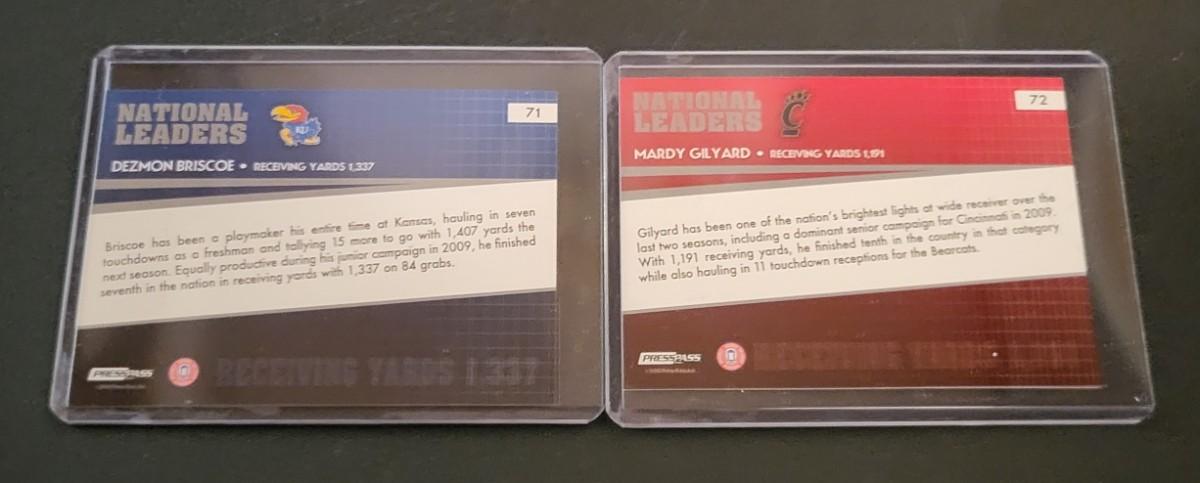 NATIONAL
LEADERS
KU
71
DEZMON BRISCOE • RECEIVING YARDS 1,337
Briscoe has been a playmaker his entire time at Kansas, hauling in seven
touchdowns as a freshman and tallying 15 more to go with 1,407 yards the
next season. Equally productive during his junior campaign in 2009, he finished
seventh in the nation in receiving yards with 1,337 on 84 grabs.
PRESSPASS
RECEIVING YARDS 1,337
NATIONAL
LEADERS
C
72
MARDY GILYARD • RECEIVING YARDS 1,191
Gilyard has been one of the nation's brightest lights at wide receiver over the
last two seasons, including a dominant senior campaign for Cincinnati in 2009.
With 1,191 receiving yards, he finished tenth in the country in that category
while also hauling in 11 touchdown receptions for the Bearcats.
PRESSPASS
RECEIVING YARDS